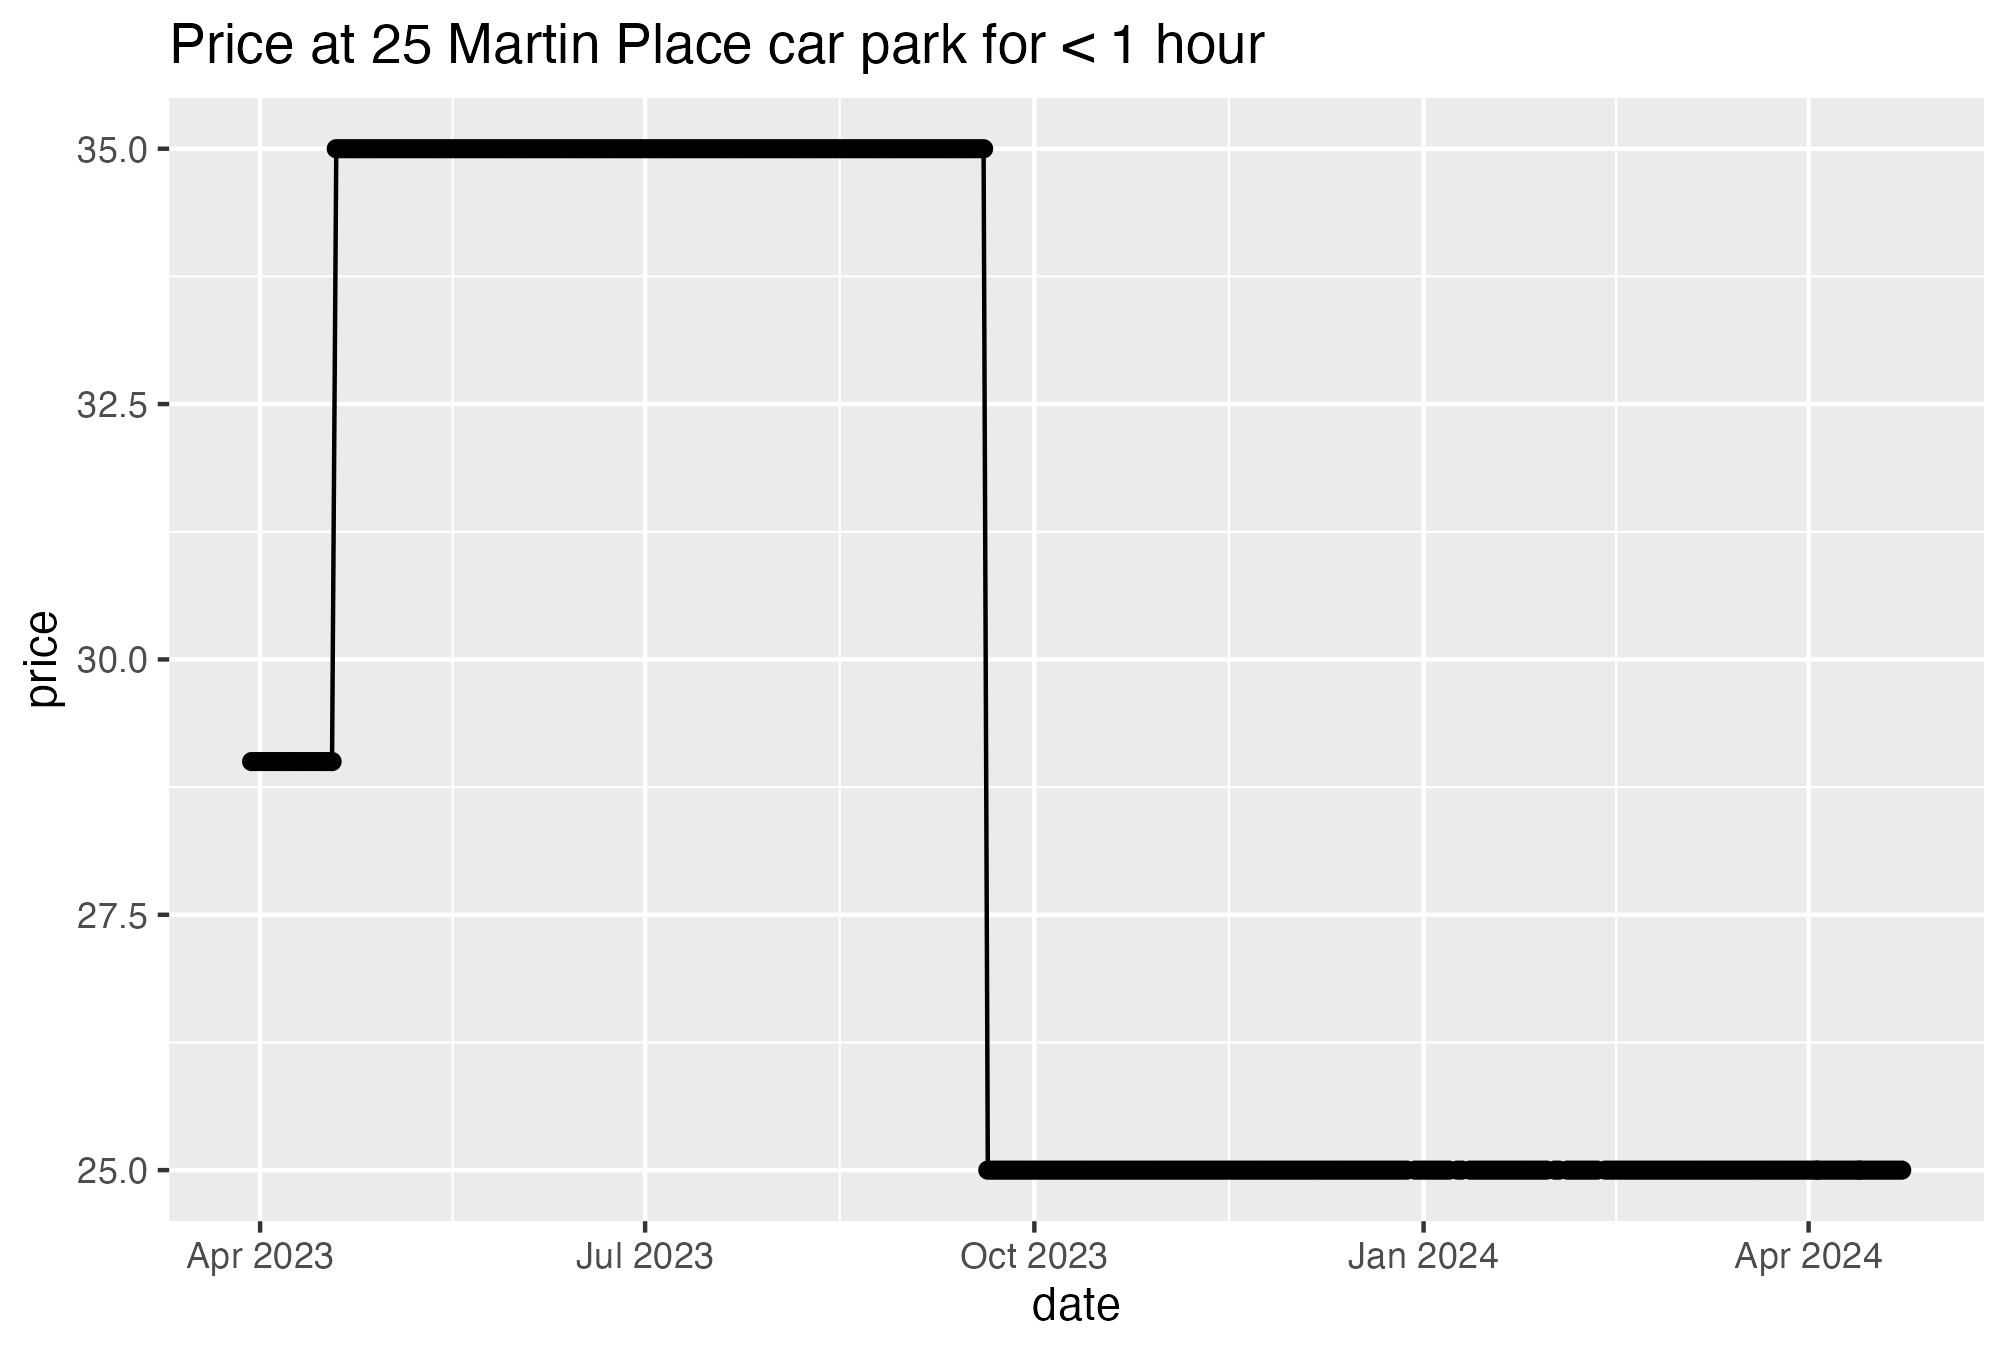 Price at 25 Martin Place car park for < 1 hour
price
35.0
32.5
30.0
27.5
25.0
Apr 2023 Jul 2023 Oct 2023 Jan 2024 Apr 2024
date